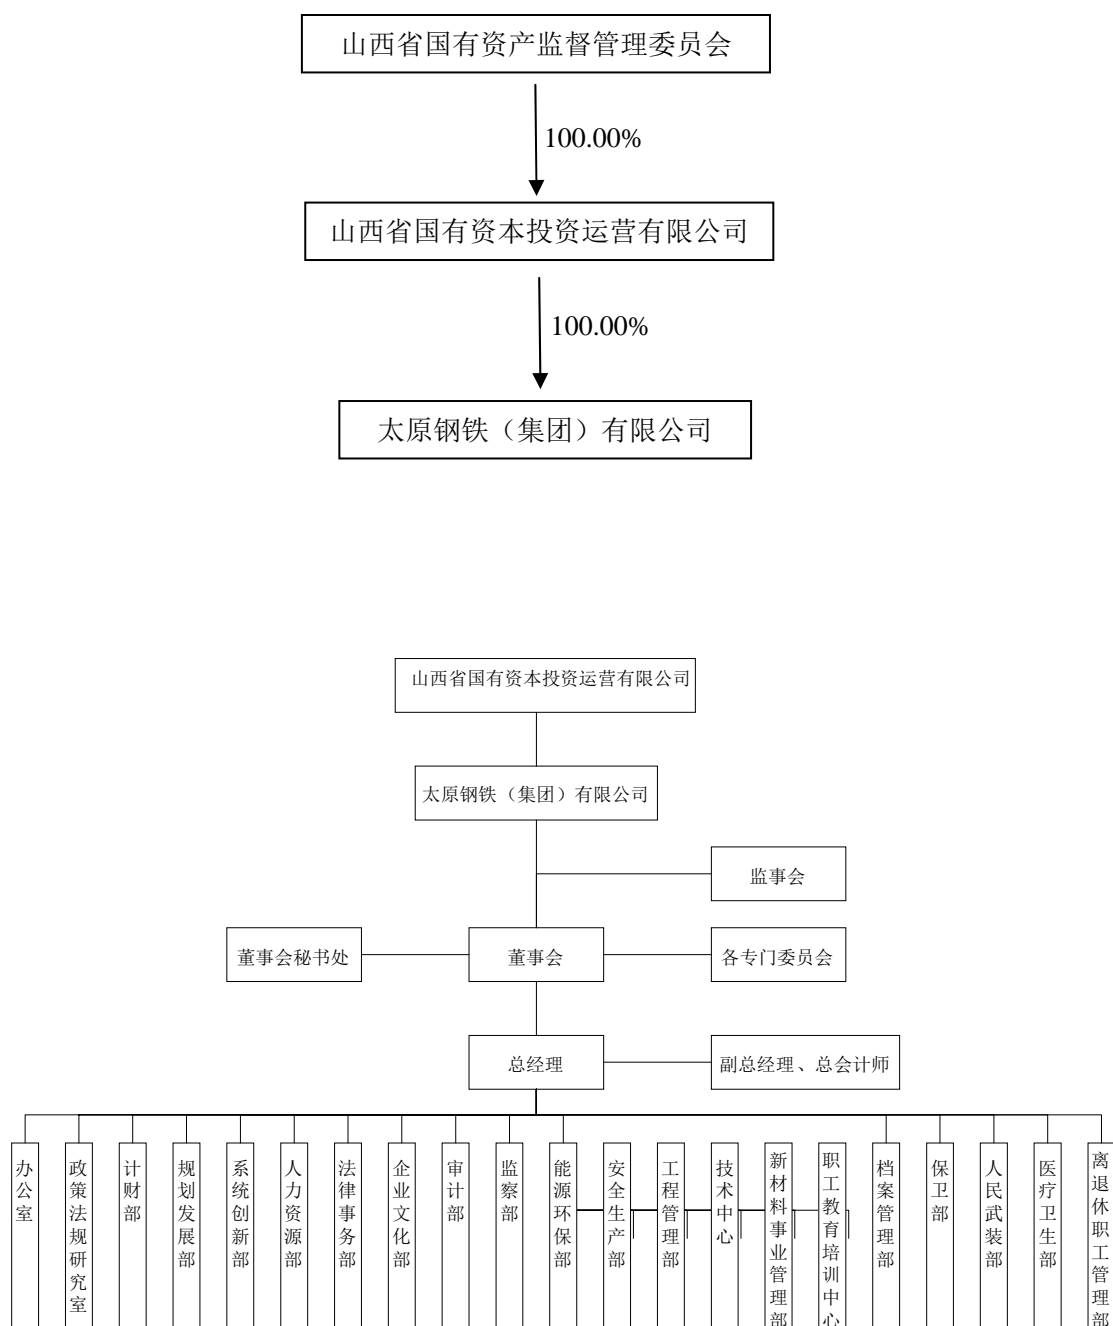 山西省国有资产监督管理委员会
100.00%
山西省国有资本投资运营有限公司
100.00%
太原钢铁（集团）有限公司
山西省国有资本投资运营有限公司
太原钢铁（集团）有限公司
监事会
董事会秘书处
董事会
各专门委员会
总经理
副总经理、总会计师
办公室
政策法规研究室
计财部
规划发展部
系统创新部
人力资源部
法律事务部
企业文化部
审计部
监察部
能源环保部
安全生产部
工程管理部
技术中心
新材料事业管理部
职工教育培训中心
档案管理部
保卫部
人民武装部
医疗卫生部
离退休职工管理部